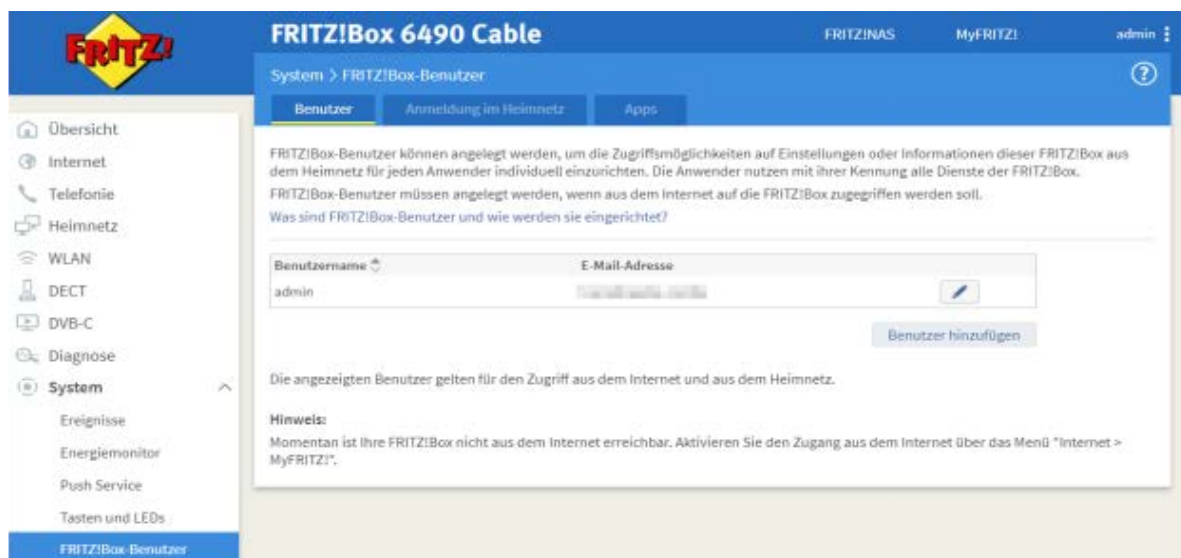 FRITZ!
FRITZ!Box 6490 Cable
FRITZ!NAS
MyFRITZ!
admin
System > FRITZ!Box-Benutzer
?
Benutzer
Anmeldung im Heimnetz
Apps
Übersicht
Internet
Telefonie
Heimnetz
WLAN
DECT
DVB-C
Diagnose
System
Ereignisse
Energiemonitor
Push Service
Tasten und LEDs
FRITZ!Box-Benutzer
FRITZ!Box-Benutzer können angelegt werden, um die Zugriffsmöglichkeiten auf Einstellungen oder Informationen dieser FRITZ!Box aus
dem Heimnetz für jeden Anwender individuell einzurichten. Die Anwender nutzen mit ihrer Kennung alle Dienste der FRITZ!Box.
FRITZ!Box-Benutzer müssen angelegt werden, wenn aus dem Internet auf die FRITZ!Box zugegriffen werden soll.
Was sind FRITZ!Box-Benutzer und wie werden sie eingerichtet?
Benutzername
E-Mail-Adresse
admin
Benutzer hinzufügen
Die angezeigten Benutzer gelten für den Zugriff aus dem Internet und aus dem Heimnetz.
Hinweis:
Momentan ist Ihre FRITZ!Box nicht aus dem Internet erreichbar. Aktivieren Sie den Zugang aus dem Internet über das Menü "Internet >
MyFRITZ!".